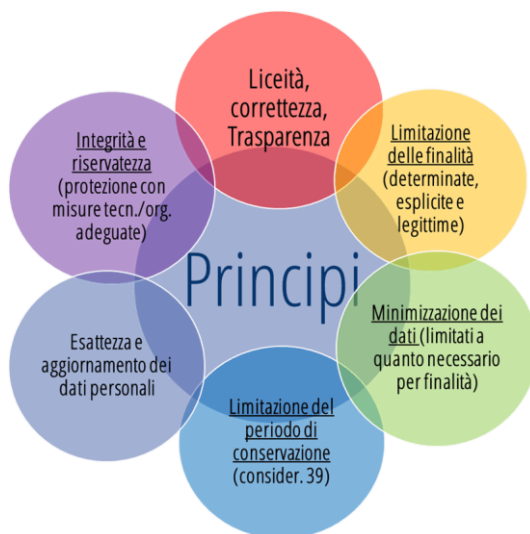 Liceità,
correttezza,
Trasparenza
Limitazione
delle finalità
(determinate,
esplicite e
legittime)
Minimizzazione dei
dati (limitati a
quanto necessario
per finalità)
Limitazione del
periodo di
conservazione
(consider. 39)
Esattezza e
aggiornamento dei
dati personali
Integrità e
riservatezza
(protezione con
misure tecn./org.
adeguate)
Principi